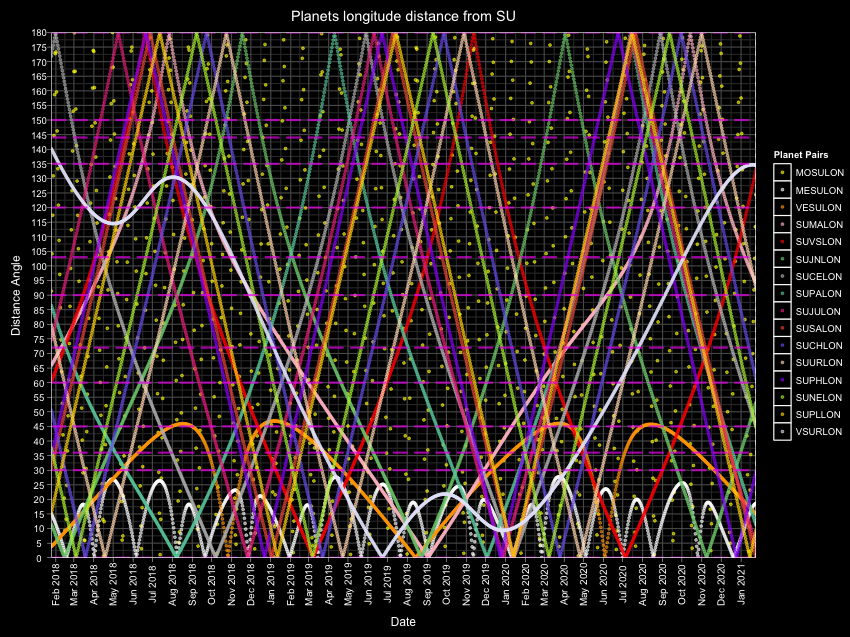 Planets longitude distance from SU
180
175
170
165
160
155
150
145
140
135
130
125
120
115
110
105
100
95
90
85
80
75
70
65
60
55
50
45
40
35
30
25
20
15
10
5
0
Distance Angle
Feb 2018
Mar 2018
Apr 2018
May 2018
Jun 2018
Jul 2018
Aug 2018
Sep 2018
Oct 2018
Nov 2018
Dec 2018
Jan 2019
Feb 2019
Mar 2019
Apr 2019
May 2019
Jun 2019
Jul 2019
Aug 2019
Sep 2019
Oct 2019
Nov 2019
Dec 2019
Jan 2020
Feb 2020
Mar 2020
Apr 2020
May 2020
Jun 2020
Jul 2020
Aug 2020
Sep 2020
Oct 2020
Nov 2020
Dec 2020
Jan 2021
Date
Planet Pairs
MOSULON
MESULON
VESULON
SUMALON
SUVSLON
SUJNLON
SUCELON
SUPALON
SUJULON
SUSALON
SUCHLON
SUURLON
SUPHLON
SUNELON
SUPLLON
VSURLON